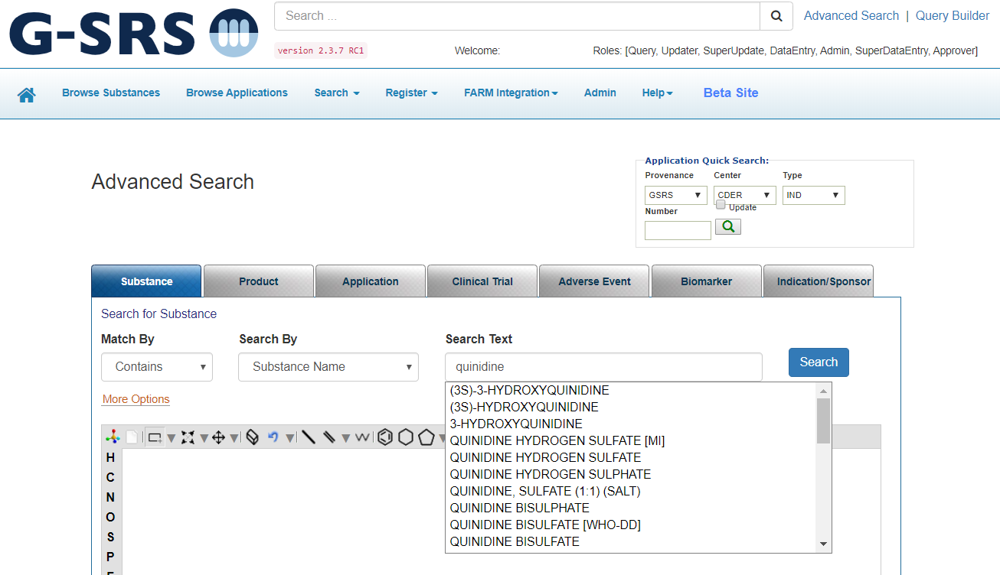 G-SRS
Search ...
Advanced Search | Query Builder
version 2.3.7 RC1
Welcome:
Roles: [Query, Updater, SuperUpdate, DataEntry, Admin, SuperDataEntry, Approver]
Browse Substances
Browse Applications
Search
Register
FARM Integration
Admin
Help
Beta Site
Advanced Search
Application Quick Search:
Provenance Center Type
GSRS CDER IND
Update
Number
Substance
Product
Application
Clinical Trial
Adverse Event
Biomarker
Indication/Sponsor
Search for Substance
Match By
Search By
Search Text
Contains
Substance Name
quinidine
Search
More Options
(3S)-3-HYDROXYQUINIDINE
(3S)-HYDROXYQUINIDINE
3-HYDROXYQUINIDINE
QUINIDINE HYDROGEN SULFATE [MI]
QUINIDINE HYDROGEN SULFATE
QUINIDINE HYDROGEN SULPHATE
QUINIDINE, SULFATE (1:1) (SALT)
QUINIDINE BISULPHATE
QUINIDINE BISULFATE [WHO-DD]
QUINIDINE BISULFATE
H
C
N
O
S
P